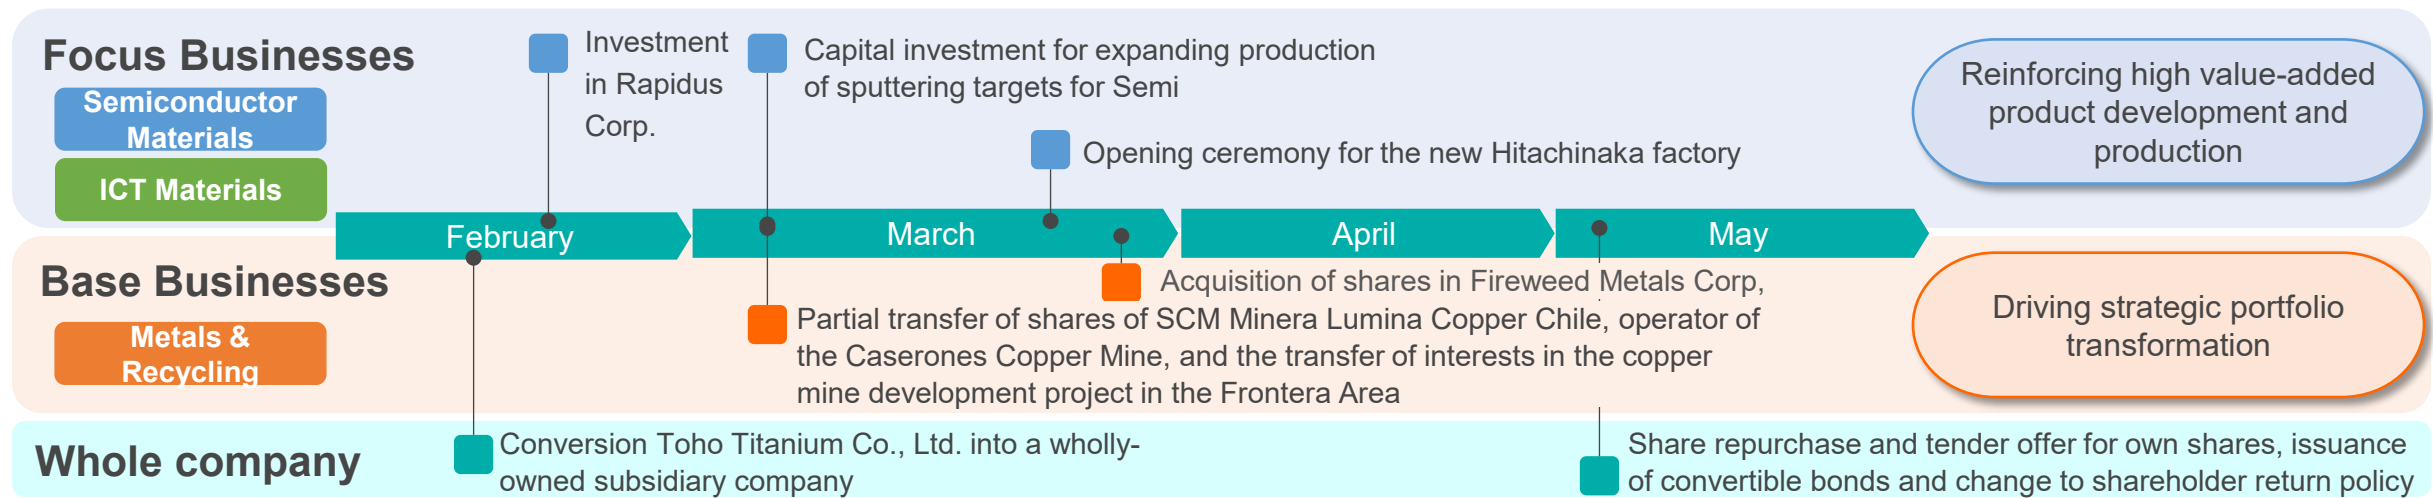 Focus Businesses
Semiconductor
Materials
ICT Materials
Investment
in Rapidus
Corp.
Capital investment for expanding production
of sputtering targets for Semi
Opening ceremony for the new Hitachinaka factory
Reinforcing high value-added
product development and
production
February
March
April
May
Base Businesses
Metals &
Recycling
Acquisition of shares in Fireweed Metals Corp,
Partial transfer of shares of SCM Minera Lumina Copper Chile, operator of
the Caserones Copper Mine, and the transfer of interests in the copper
mine development project in the Frontera Area
Driving strategic portfolio
transformation
Whole company
Conversion Toho Titanium Co., Ltd. into a wholly-
owned subsidiary company
Share repurchase and tender offer for own shares, issuance
of convertible bonds and change to shareholder return policy